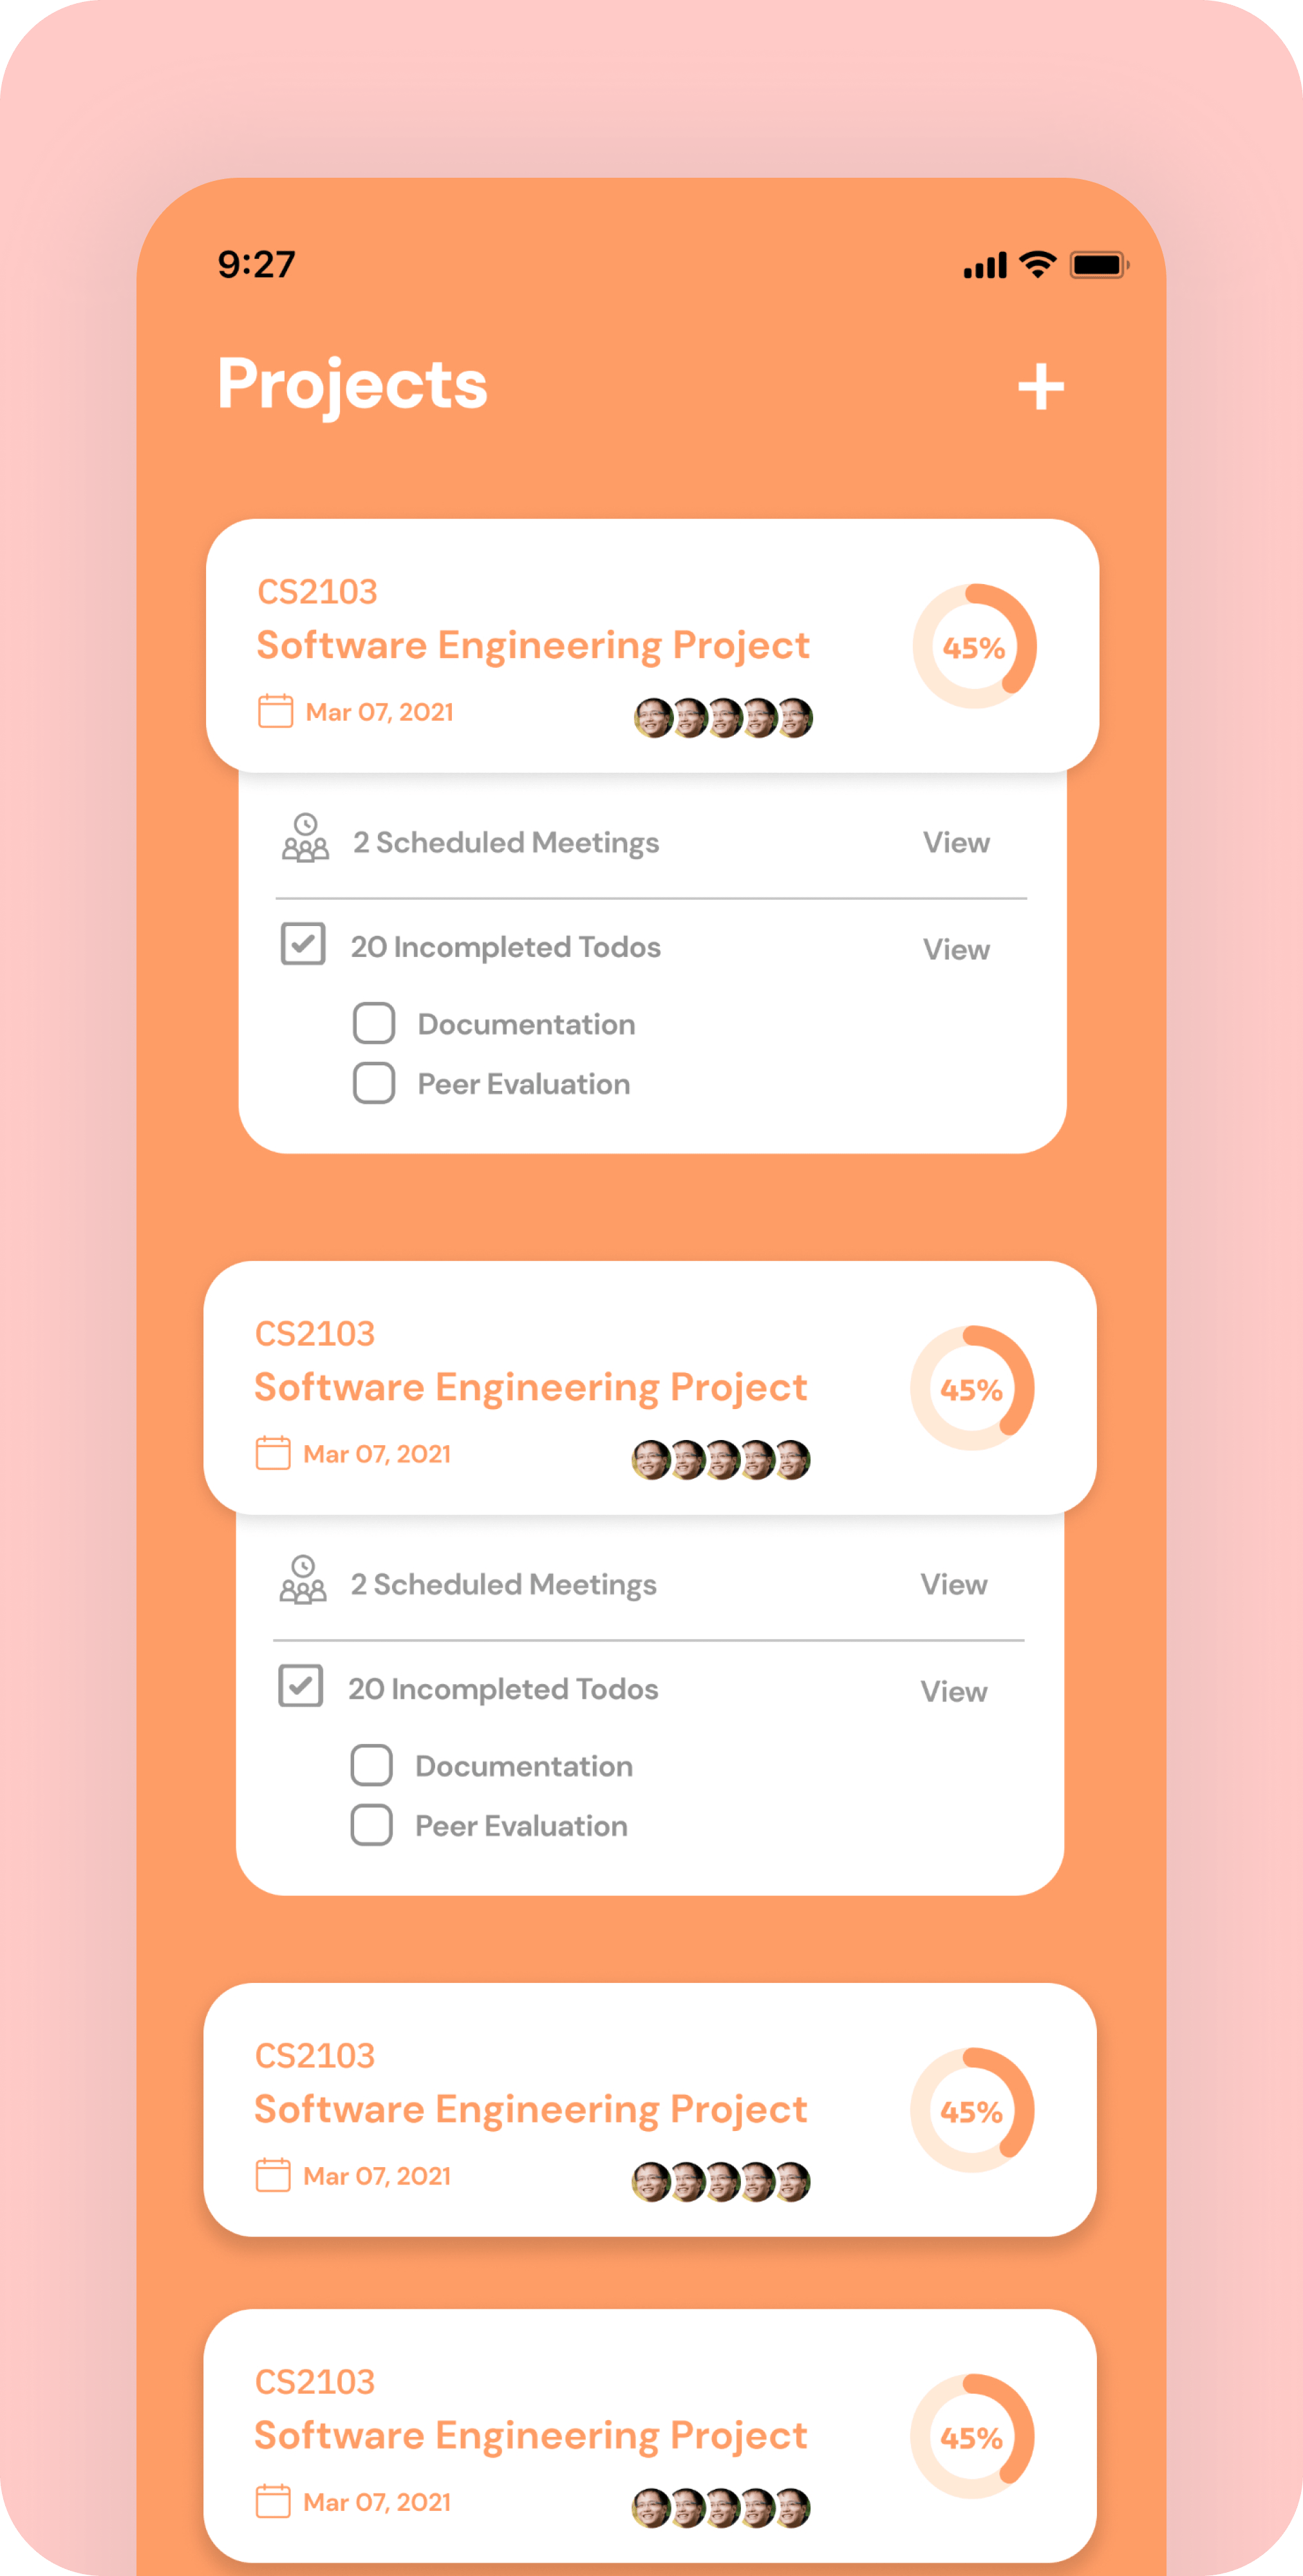 9:27
Projects
CS2103
Software Engineering Project
45%
Mar 07, 2021
2 Scheduled Meetings View
20 Incompleted Todos View
Documentation
Peer Evaluation
CS2103
Software Engineering Project
45%
Mar 07, 2021
2 Scheduled Meetings View
20 Incompleted Todos View
Documentation
Peer Evaluation
CS2103
Software Engineering Project
45%
Mar 07, 2021
CS2103
Software Engineering Project
45%
Mar 07, 2021